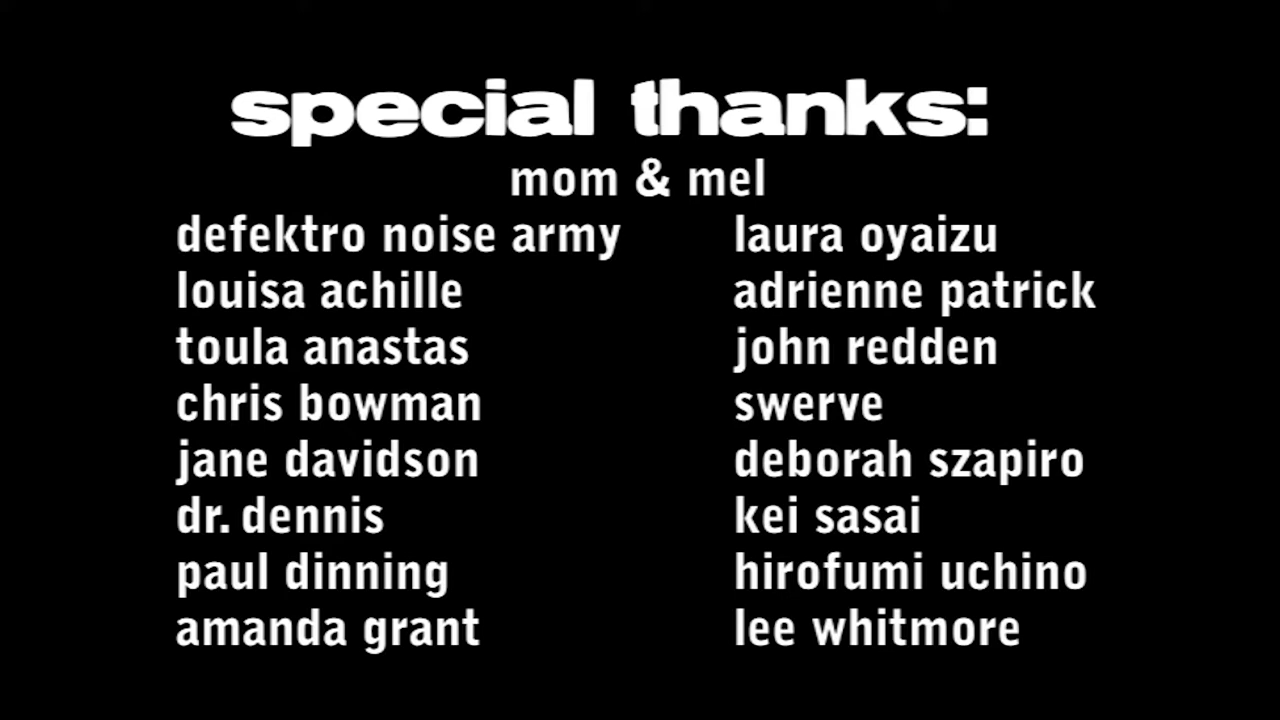 special thanks:
mom & mel
defektro noise army
louisa achille
toula anastas
chris bowman
jane davidson
dr. dennis
paul dinning
amanda grant
laura oyaizu
adrienne patrick
john redden
swerve
deborah szapiro
kei sasai
hirofumi uchino
lee whitmore